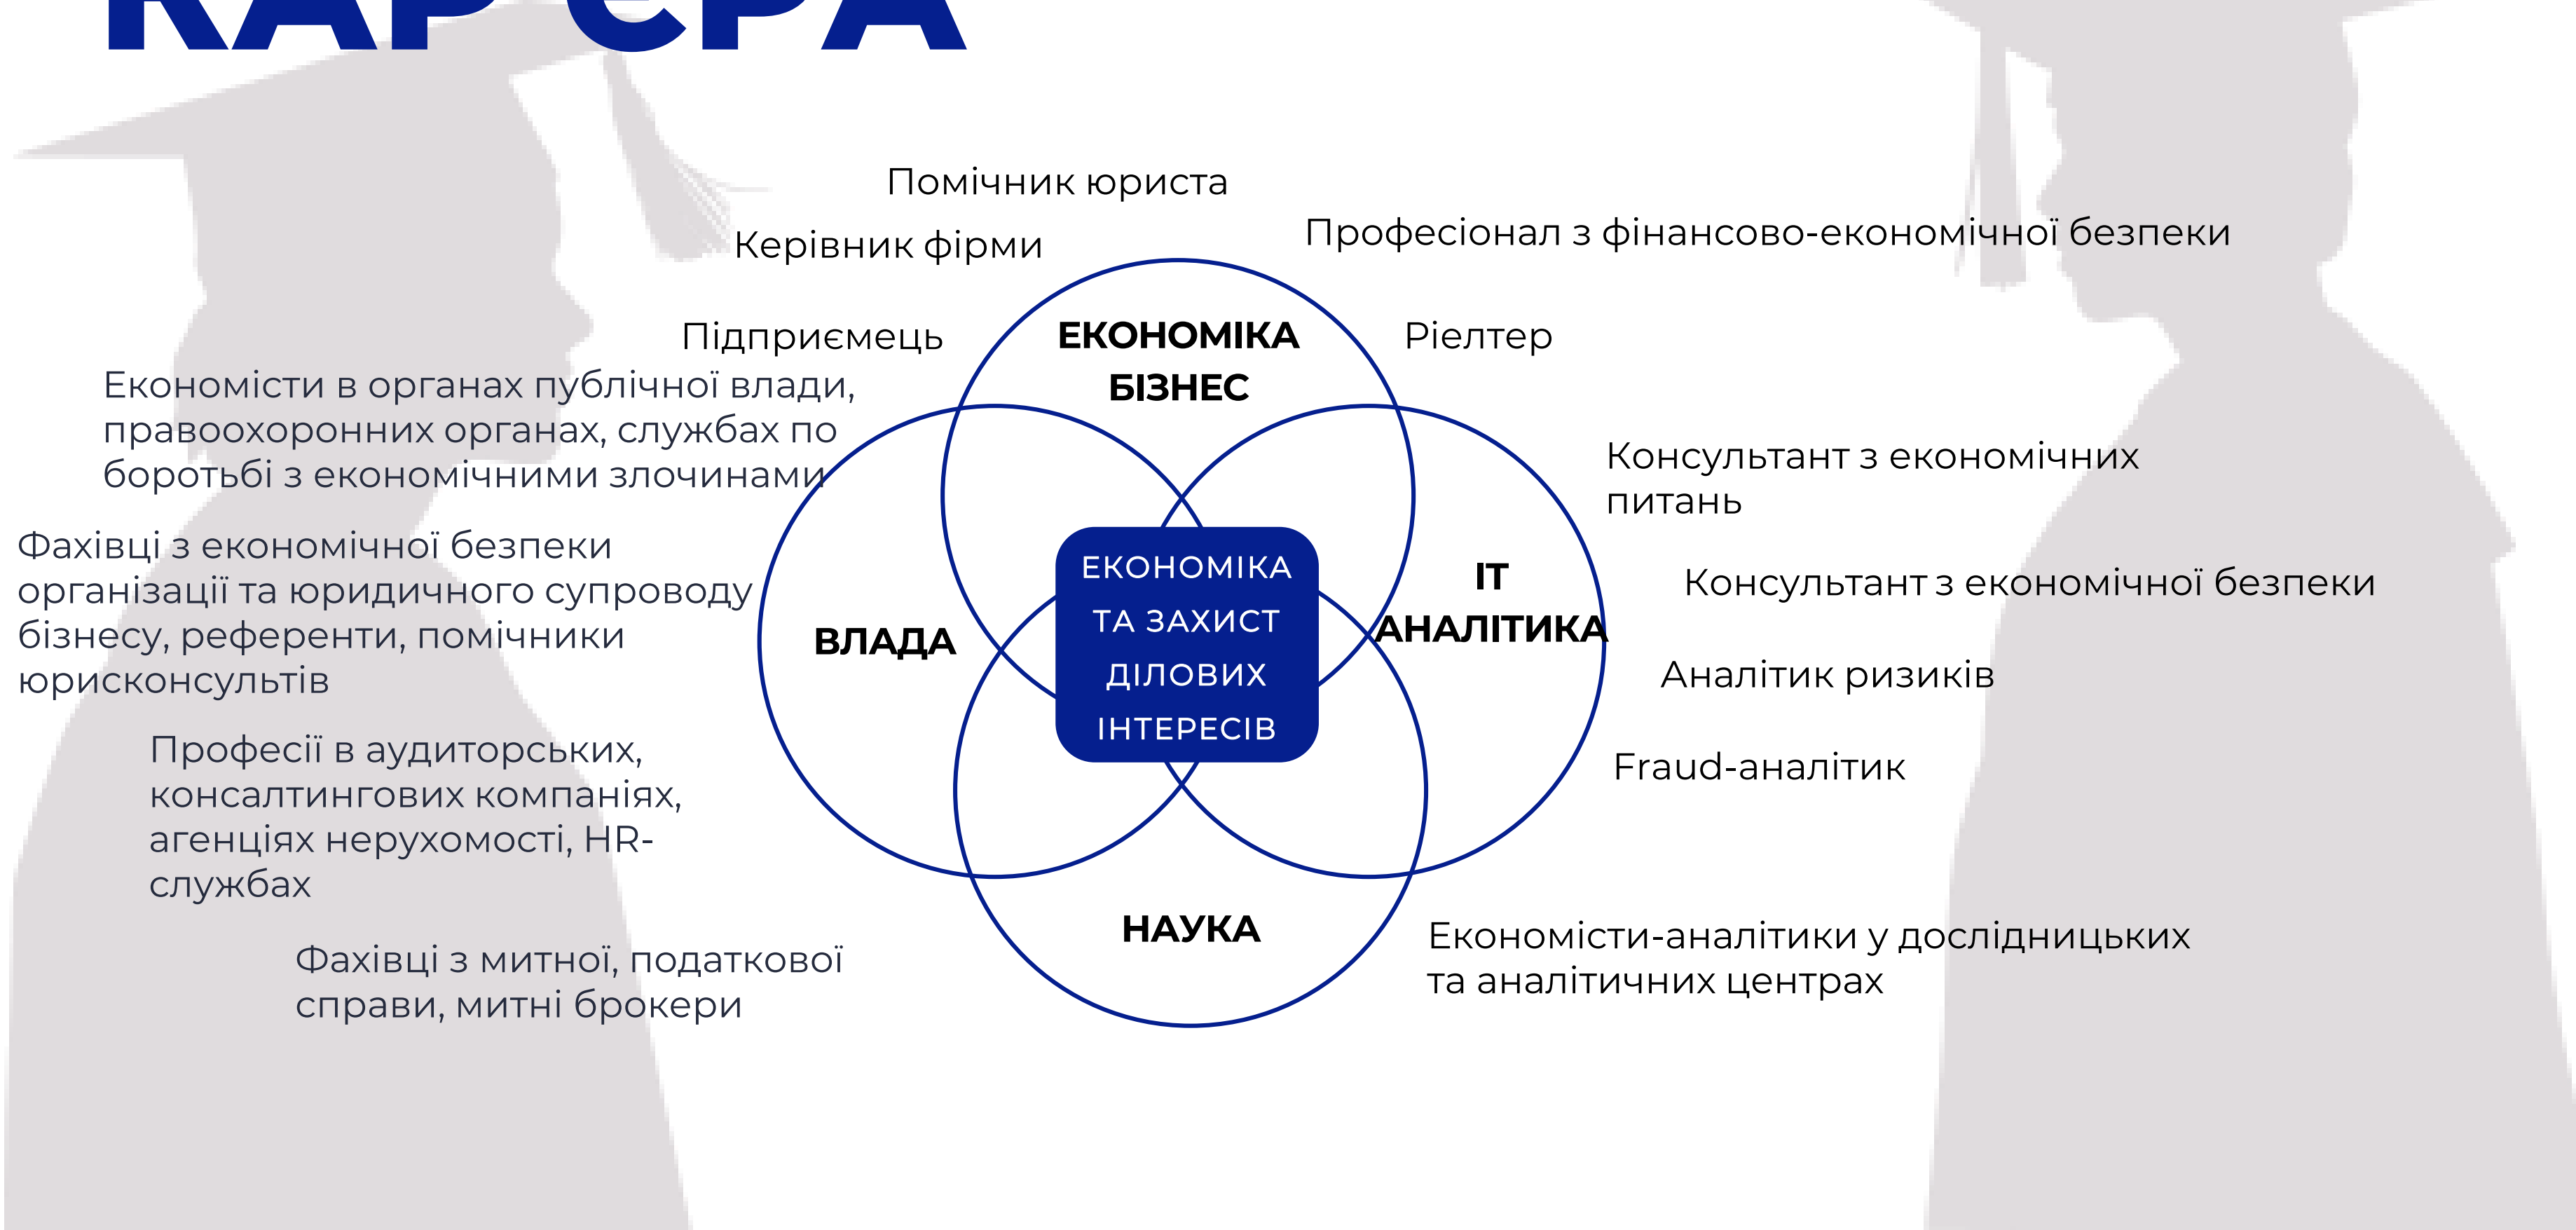 КАР'ЄРА
Помічник юриста
Керівник фірми
Професіонал з фінансово-економічної безпеки
Підприємець
ЕКОНОМІКА
БІЗНЕС
Ріелтер
Економісти в органах публічної влади,
правоохоронних органах, службах по
боротьбі з економічними злочинами
Консультант з економічних
питань
Фахівці з економічної безпеки
організації та юридичного супроводу
бізнесу, референти, помічники
юрисконсультів
ВЛАДА
ЕКОНОМІКА
ТА ЗАХИСТ
ДІЛОВИХ
ІНТЕРЕСІВ
ІТ
АНАЛІТИКА
Консультант з економічної безпеки
Аналітик ризиків
Fraud-аналітик
Професії в аудиторських,
консалтингових компаніях,
агенціях нерухомості, HR-
службах
НАУКА
Економісти-аналітики у дослідницьких
та аналітичних центрах
Фахівці з митної, податкової
справи, митні брокери